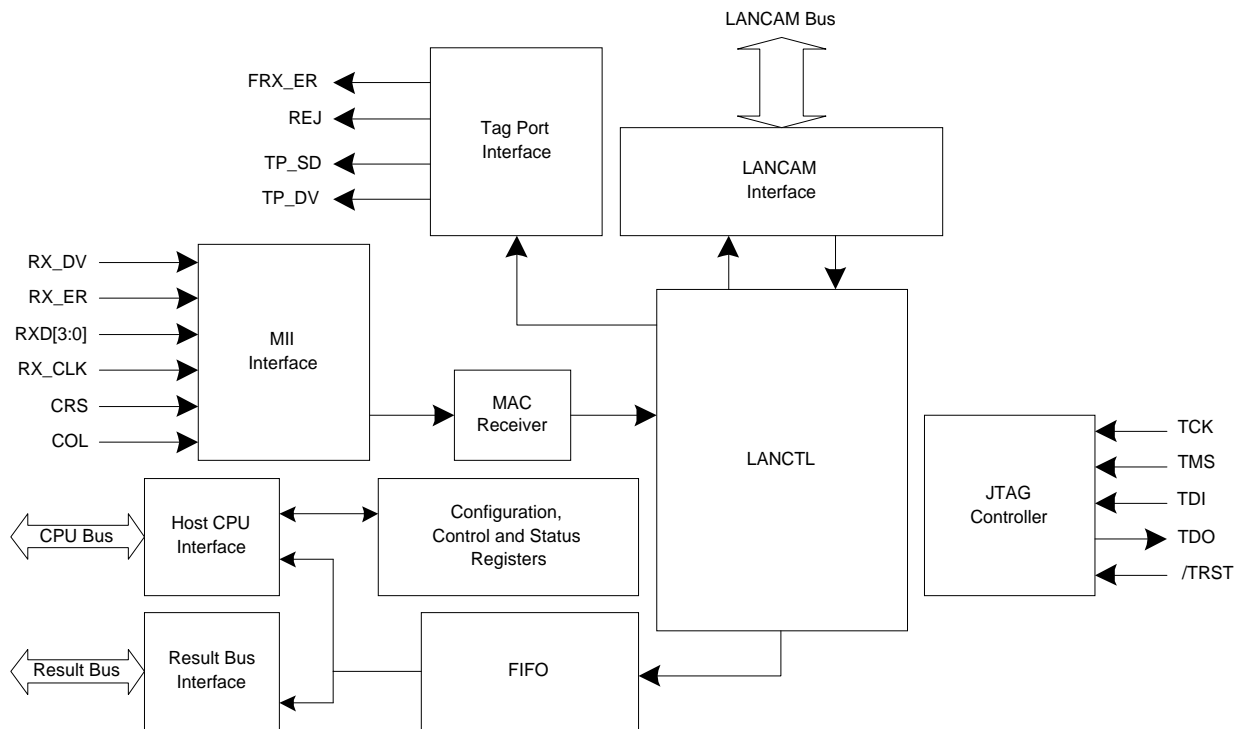 LANCAM Bus
FRX_ER
REJ
TP_SD
TP_DV
Tag Port
Interface
LANCAM
Interface
RX_DV
RX_ER
RXD[3:0]
RX_CLK
CRS
COL
MII
Interface
MAC
Receiver
LANCTL
JTAG
Controller
TCK
TMS
TDI
TDO
/TRST
CPU Bus
Host CPU
Interface
Configuration,
Control and Status
Registers
Result Bus
Result Bus
Interface
FIFO